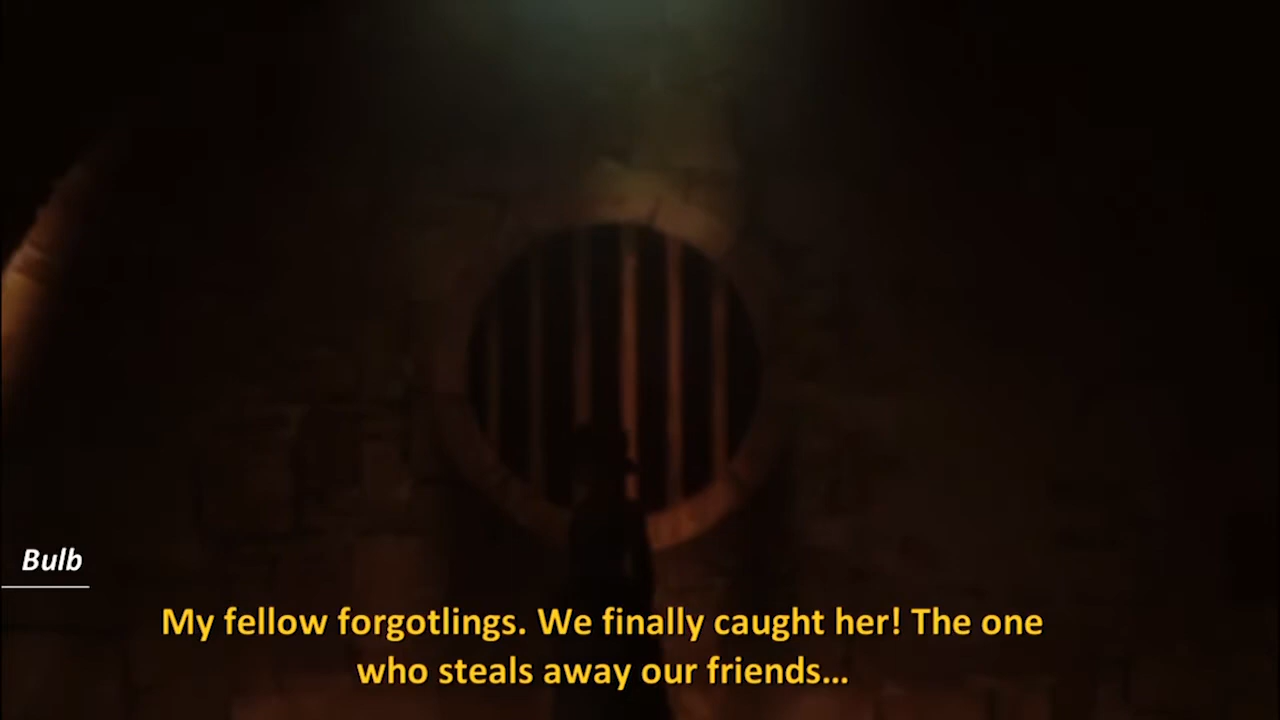 Bulb
My fellow forgotlings. We finally caught her! The one
who steals away our friends...